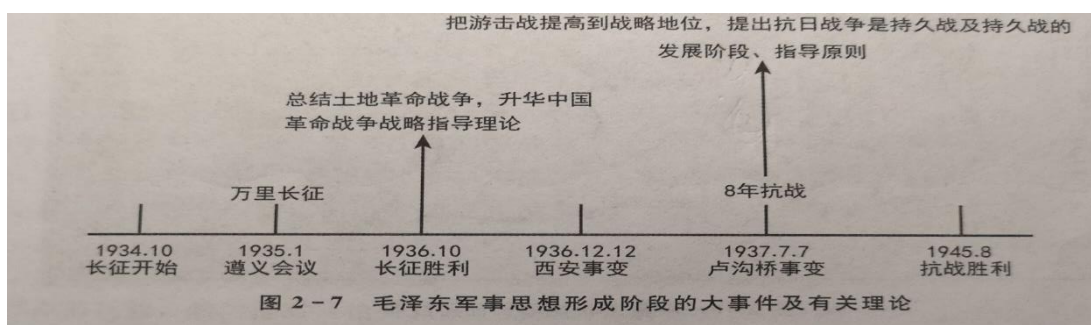 把游击战提高到战略地位，提出抗日战争是持久战及持久战的
发展阶段、指导原则
总结土地革命战争，升华中国
革命战争战略指导理论
万里长征
8年抗战
1934.10
长征开始
1935.1
遵义会议
1936.10
长征胜利
1936.12.12
西安事变
1937.7.7
卢沟桥事变
1945.8
抗战胜利
图 2-7 毛泽东军事思想形成阶段的大事件及有关理论